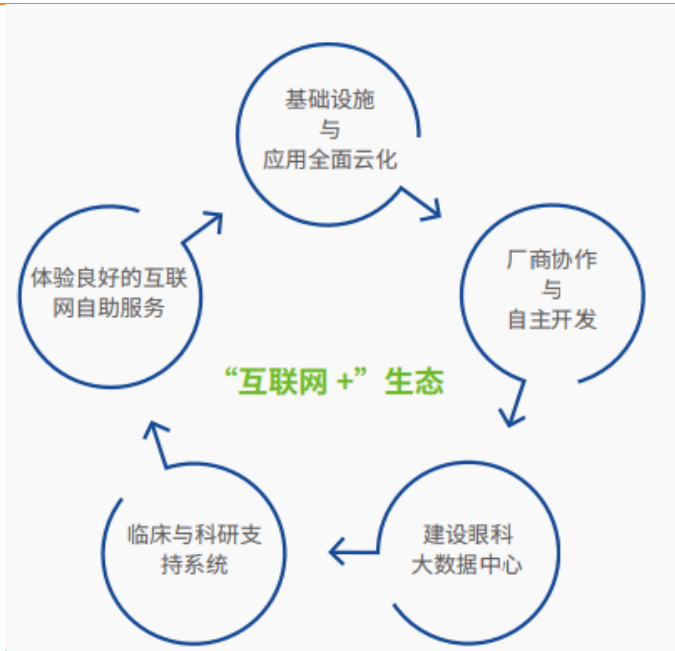 基础设施
与
应用全面云化
厂商协作
与
自主开发
建设眼科
大数据中心
临床与科研支
持系统
体验良好的互联
网自助服务
“互联网 +”生态